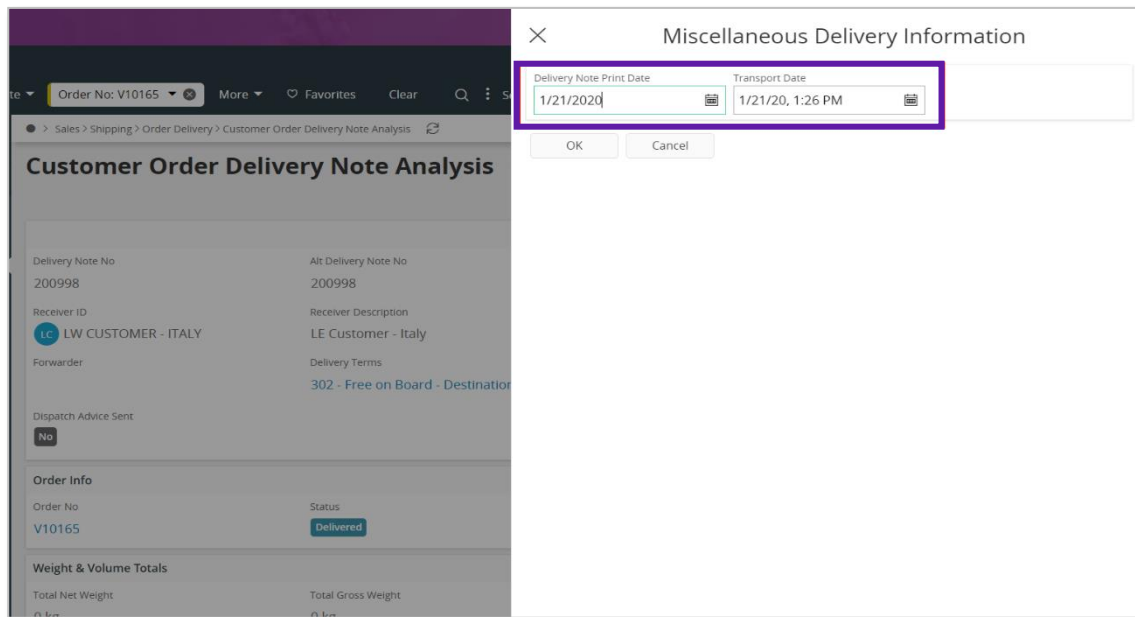 Miscellaneous Delivery Information
Delivery Note Print Date Transport Date
1/21/2020 1/21/20, 1:26 PM
OK Cancel
te Order No: V10165 More Favorites Clear
> Sales > Shipping > Order Delivery > Customer Order Delivery Note Analysis
Customer Order Delivery Note Analysis
Delivery Note No Alt Delivery Note No
200998 200998
Receiver ID Receiver Description
LC LW CUSTOMER - ITALY LE Customer - Italy
Forwarder Delivery Terms
302 - Free on Board - Destination
Dispatch Advice Sent
No
Order Info
Order No Status
V10165 Delivered
Weight & Volume Totals
Total Net Weight Total Gross Weight